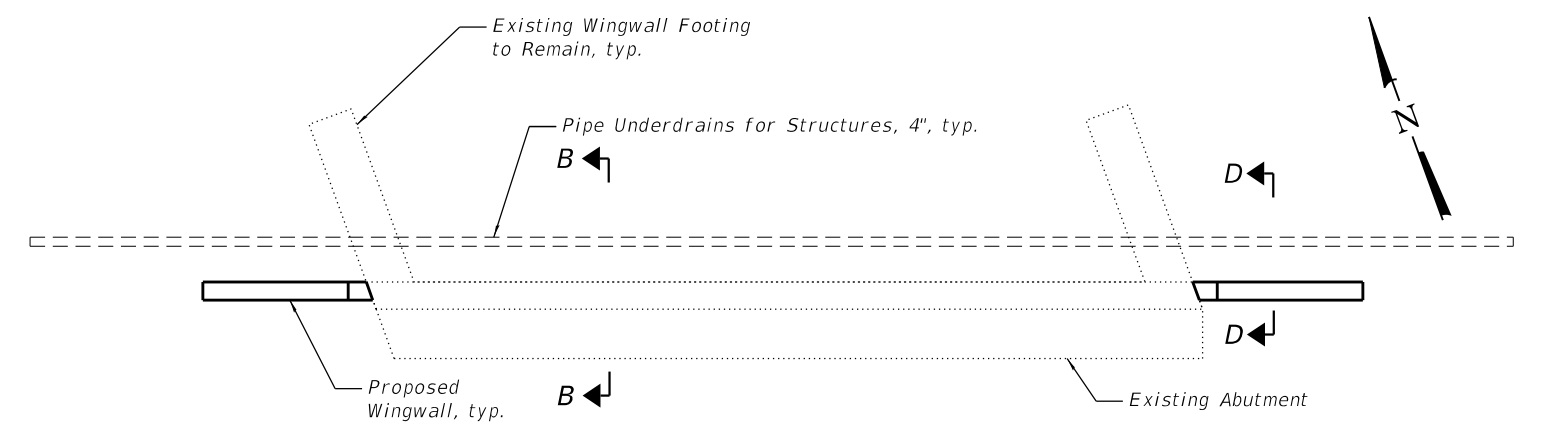 Existing Wingwall Footing
to Remain, typ.
Pipe Underdrains for Structures, 4", typ.
N
B
D
D
Proposed
Wingwall, typ.
B
Existing Abutment